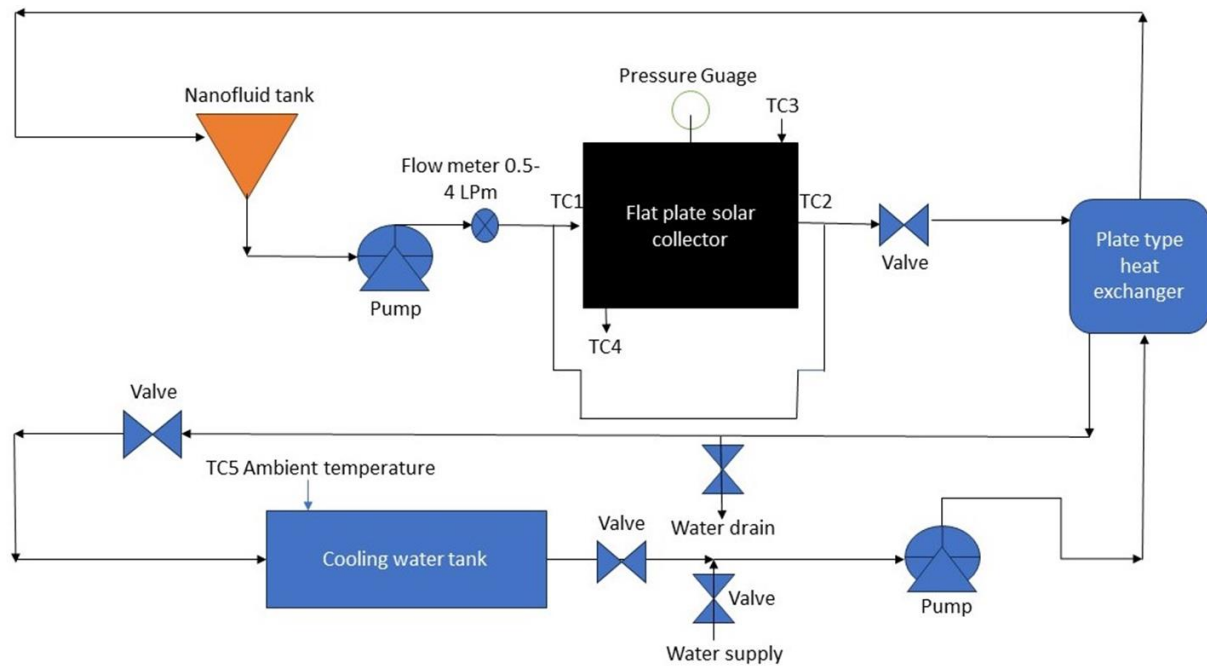 Pressure Guage
Nanofluid tank
TC3
Flow meter 0.5-
4 LPm
TC1
Flat plate solar
collector
TC2
Plate type
heat
exchanger
Valve
Pump
TC4
Valve
TC5 Ambient temperature
Water drain
Valve
Cooling water tank
Valve
Pump
Water supply